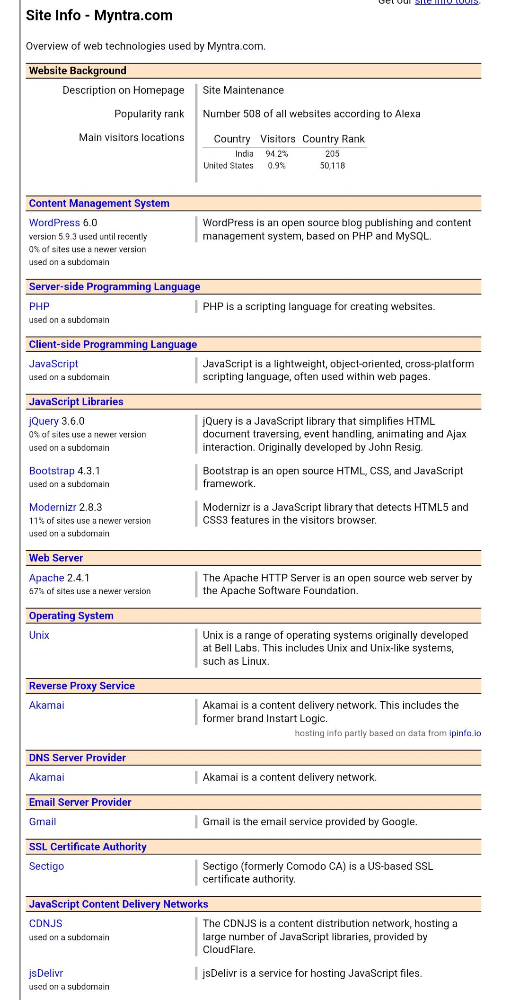 Get our site info tools.
Site Info - Myntra.com
Overview of web technologies used by Myntra.com.
Website Background
Description on Homepage
Site Maintenance
Popularity rank
Number 508 of all websites according to Alexa
Main visitors locations
Country Visitors Country Rank
India 94.2% 205
United States 0.9% 50,118
Content Management System
WordPress 6.0
version 5.9.3 used until recently
0% of sites use a newer version
used on a subdomain
WordPress is an open source blog publishing and content
management system, based on PHP and MySQL.
Server-side Programming Language
PHP
used on a subdomain
PHP is a scripting language for creating websites.
Client-side Programming Language
JavaScript
used on a subdomain
JavaScript is a lightweight, object-oriented, cross-platform
scripting language, often used within web pages.
JavaScript Libraries
jQuery 3.6.0
0% of sites use a newer version
used on a subdomain
jQuery is a JavaScript library that simplifies HTML
document traversing, event handling, animating and Ajax
interaction. Originally developed by John Resig.
Bootstrap 4.3.1
used on a subdomain
Bootstrap is an open source HTML, CSS, and JavaScript
framework.
Modernizr 2.8.3
11% of sites use a newer version
used on a subdomain
Modernizr is a JavaScript library that detects HTML5 and
CSS3 features in the visitors browser.
Web Server
Apache 2.4.1
67% of sites use a newer version
The Apache HTTP Server is an open source web server by
the Apache Software Foundation.
Operating System
Unix
Unix is a range of operating systems originally developed
at Bell Labs. This includes Unix and Unix-like systems,
such as Linux.
Reverse Proxy Service
Akamai
Akamai is a content delivery network. This includes the
former brand Instart Logic.
hosting info partly based on data from ipinfo.io
DNS Server Provider
Akamai
Akamai is a content delivery network.
Email Server Provider
Gmail
Gmail is the email service provided by Google.
SSL Certificate Authority
Sectigo
Sectigo (formerly Comodo CA) is a US-based SSL
certificate authority.
JavaScript Content Delivery Networks
CDNJS
used on a subdomain
The CDNJS is a content distribution network, hosting a
large number of JavaScript libraries, provided by
CloudFlare.
jsDelivr
used on a subdomain
jsDelivr is a service for hosting JavaScript files.